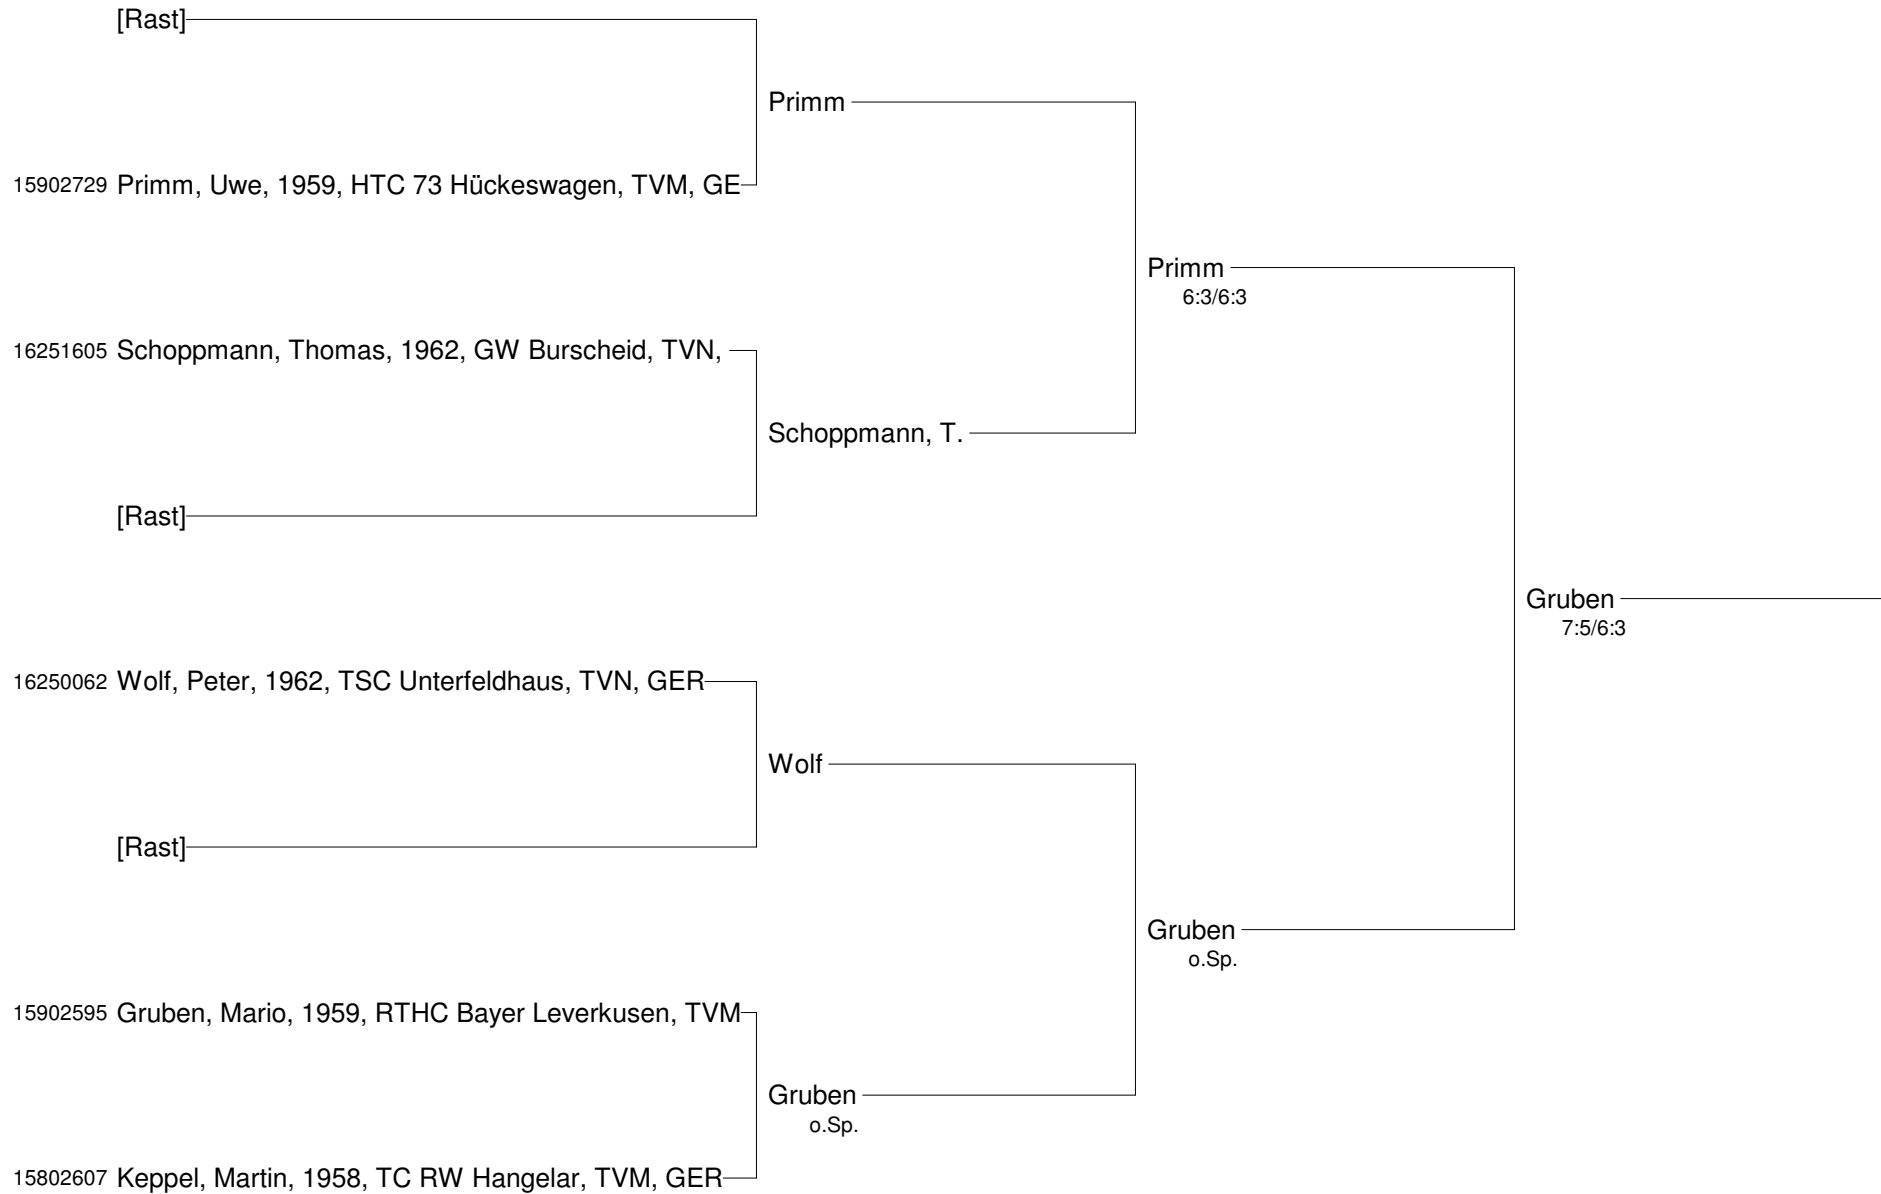 [Rast]
Primm
15902729 Primm, Uwe, 1959, HTC 73 Hückeswagen, TVM, GE
Primm
6:3/6:3
16251605 Schoppmann, Thomas, 1962, GW Burscheid, TVN,
Schoppmann, T.
[Rast]
Gruben
7:5/6:3
16250062 Wolf, Peter, 1962, TSC Unterfeldhaus, TVN, GER
Wolf
[Rast]
Gruben
o.Sp.
15902595 Gruben, Mario, 1959, RTHC Bayer Leverkusen, TVM
Gruben
o.Sp.
15802607 Keppel, Martin, 1958, TC RW Hangelar, TVM, GER